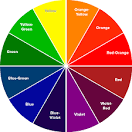 Yellow
Orange-
Yellow
Orange
Red-Orange
Red
Violet-
Red
Violet
Blue-
Violet
Blue
Blue-Green
Green
Yellow-
Green